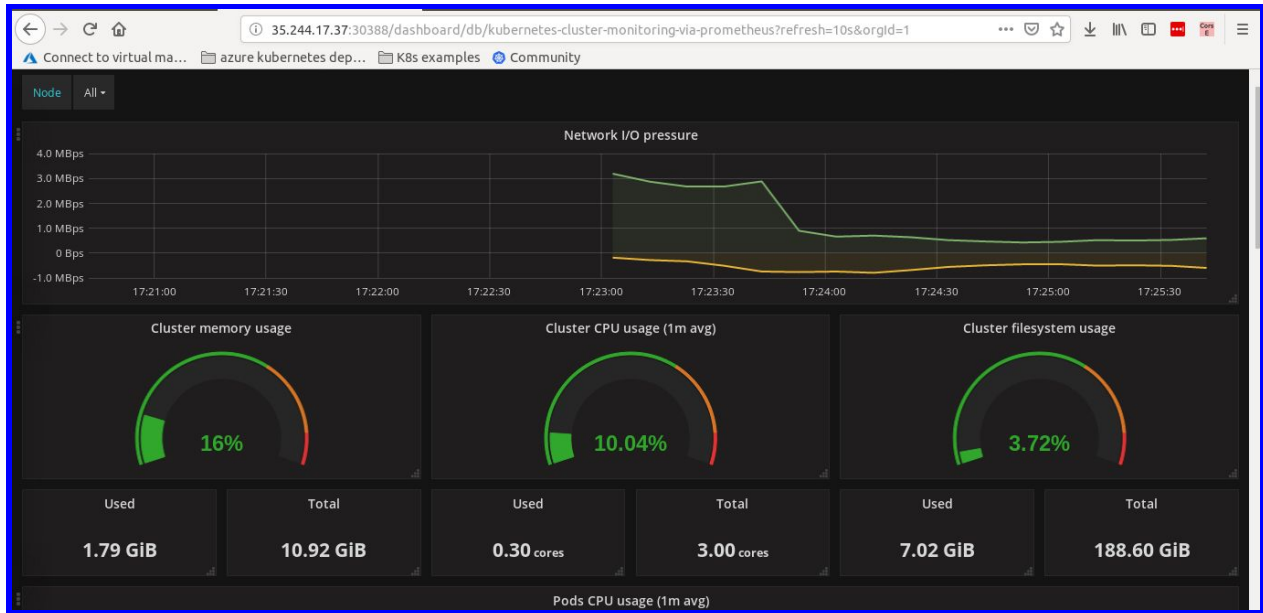 35.244.17.37:30388/dashboard/db/kubernetes-cluster-monitoring-via-prometheus?refresh=10s&orgId=1
Connect to virtual ma... azure kubernetes dep... K8s examples Community
Node All
Network I/O pressure
4.0 MBps
3.0 MBps
2.0 MBps
1.0 MBps
0 Bps
-1.0 MBps
17:21:00 17:21:30 17:22:00 17:22:30 17:23:00 17:23:30 17:24:00 17:24:30 17:25:00 17:25:30
Cluster memory usage Cluster CPU usage (1m avg) Cluster filesystem usage
16% 10.04% 3.72%
Used Total Used Total Used Total
1.79 GiB 10.92 GiB 0.30 cores 3.00 cores 7.02 GiB 188.60 GiB
Pods CPU usage (1m avg)